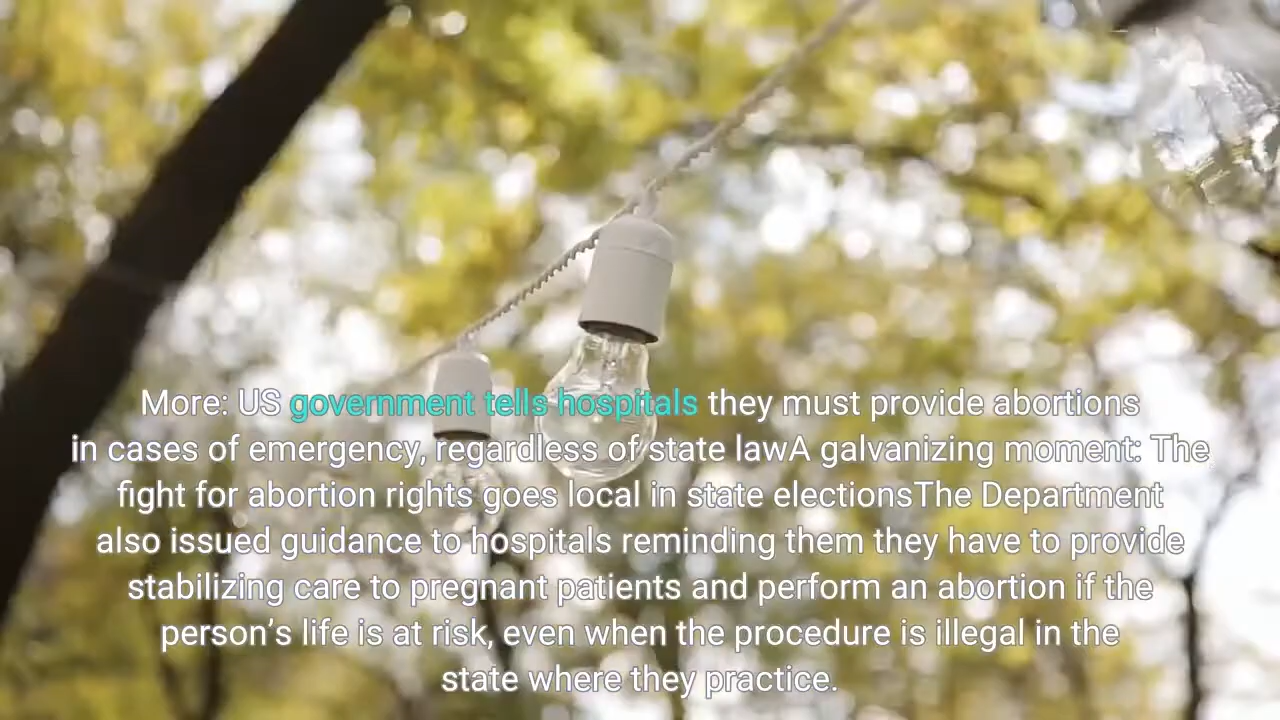 More: US government tells hospitals they must provide abortions
in cases of emergency, regardless of state lawA galvanizing moment: The
fight for abortion rights goes local in state electionsThe Department
also issued guidance to hospitals reminding them they have to provide
stabilizing care to pregnant patients and perform an abortion if the
person’s life is at risk, even when the procedure is illegal in the
state where they practice.